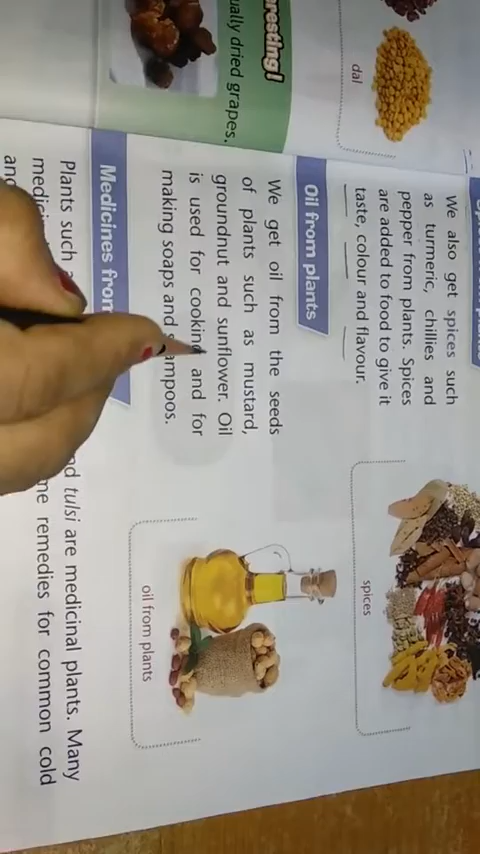 dal
resting!
ually dried grapes.
We also get spices such
as turmeric, chillies and
pepper from plants. Spices
are added to food to give it
taste, colour and flavour.
spices
Oil from plants
We get oil from the seeds
of plants such as mustard,
groundnut and sunflower. Oil
is used for cooking and for
making soaps and shampoos.
oil from plants
Medicines from
Plants such
tulsi are medicinal plants. Many
remedies for common cold